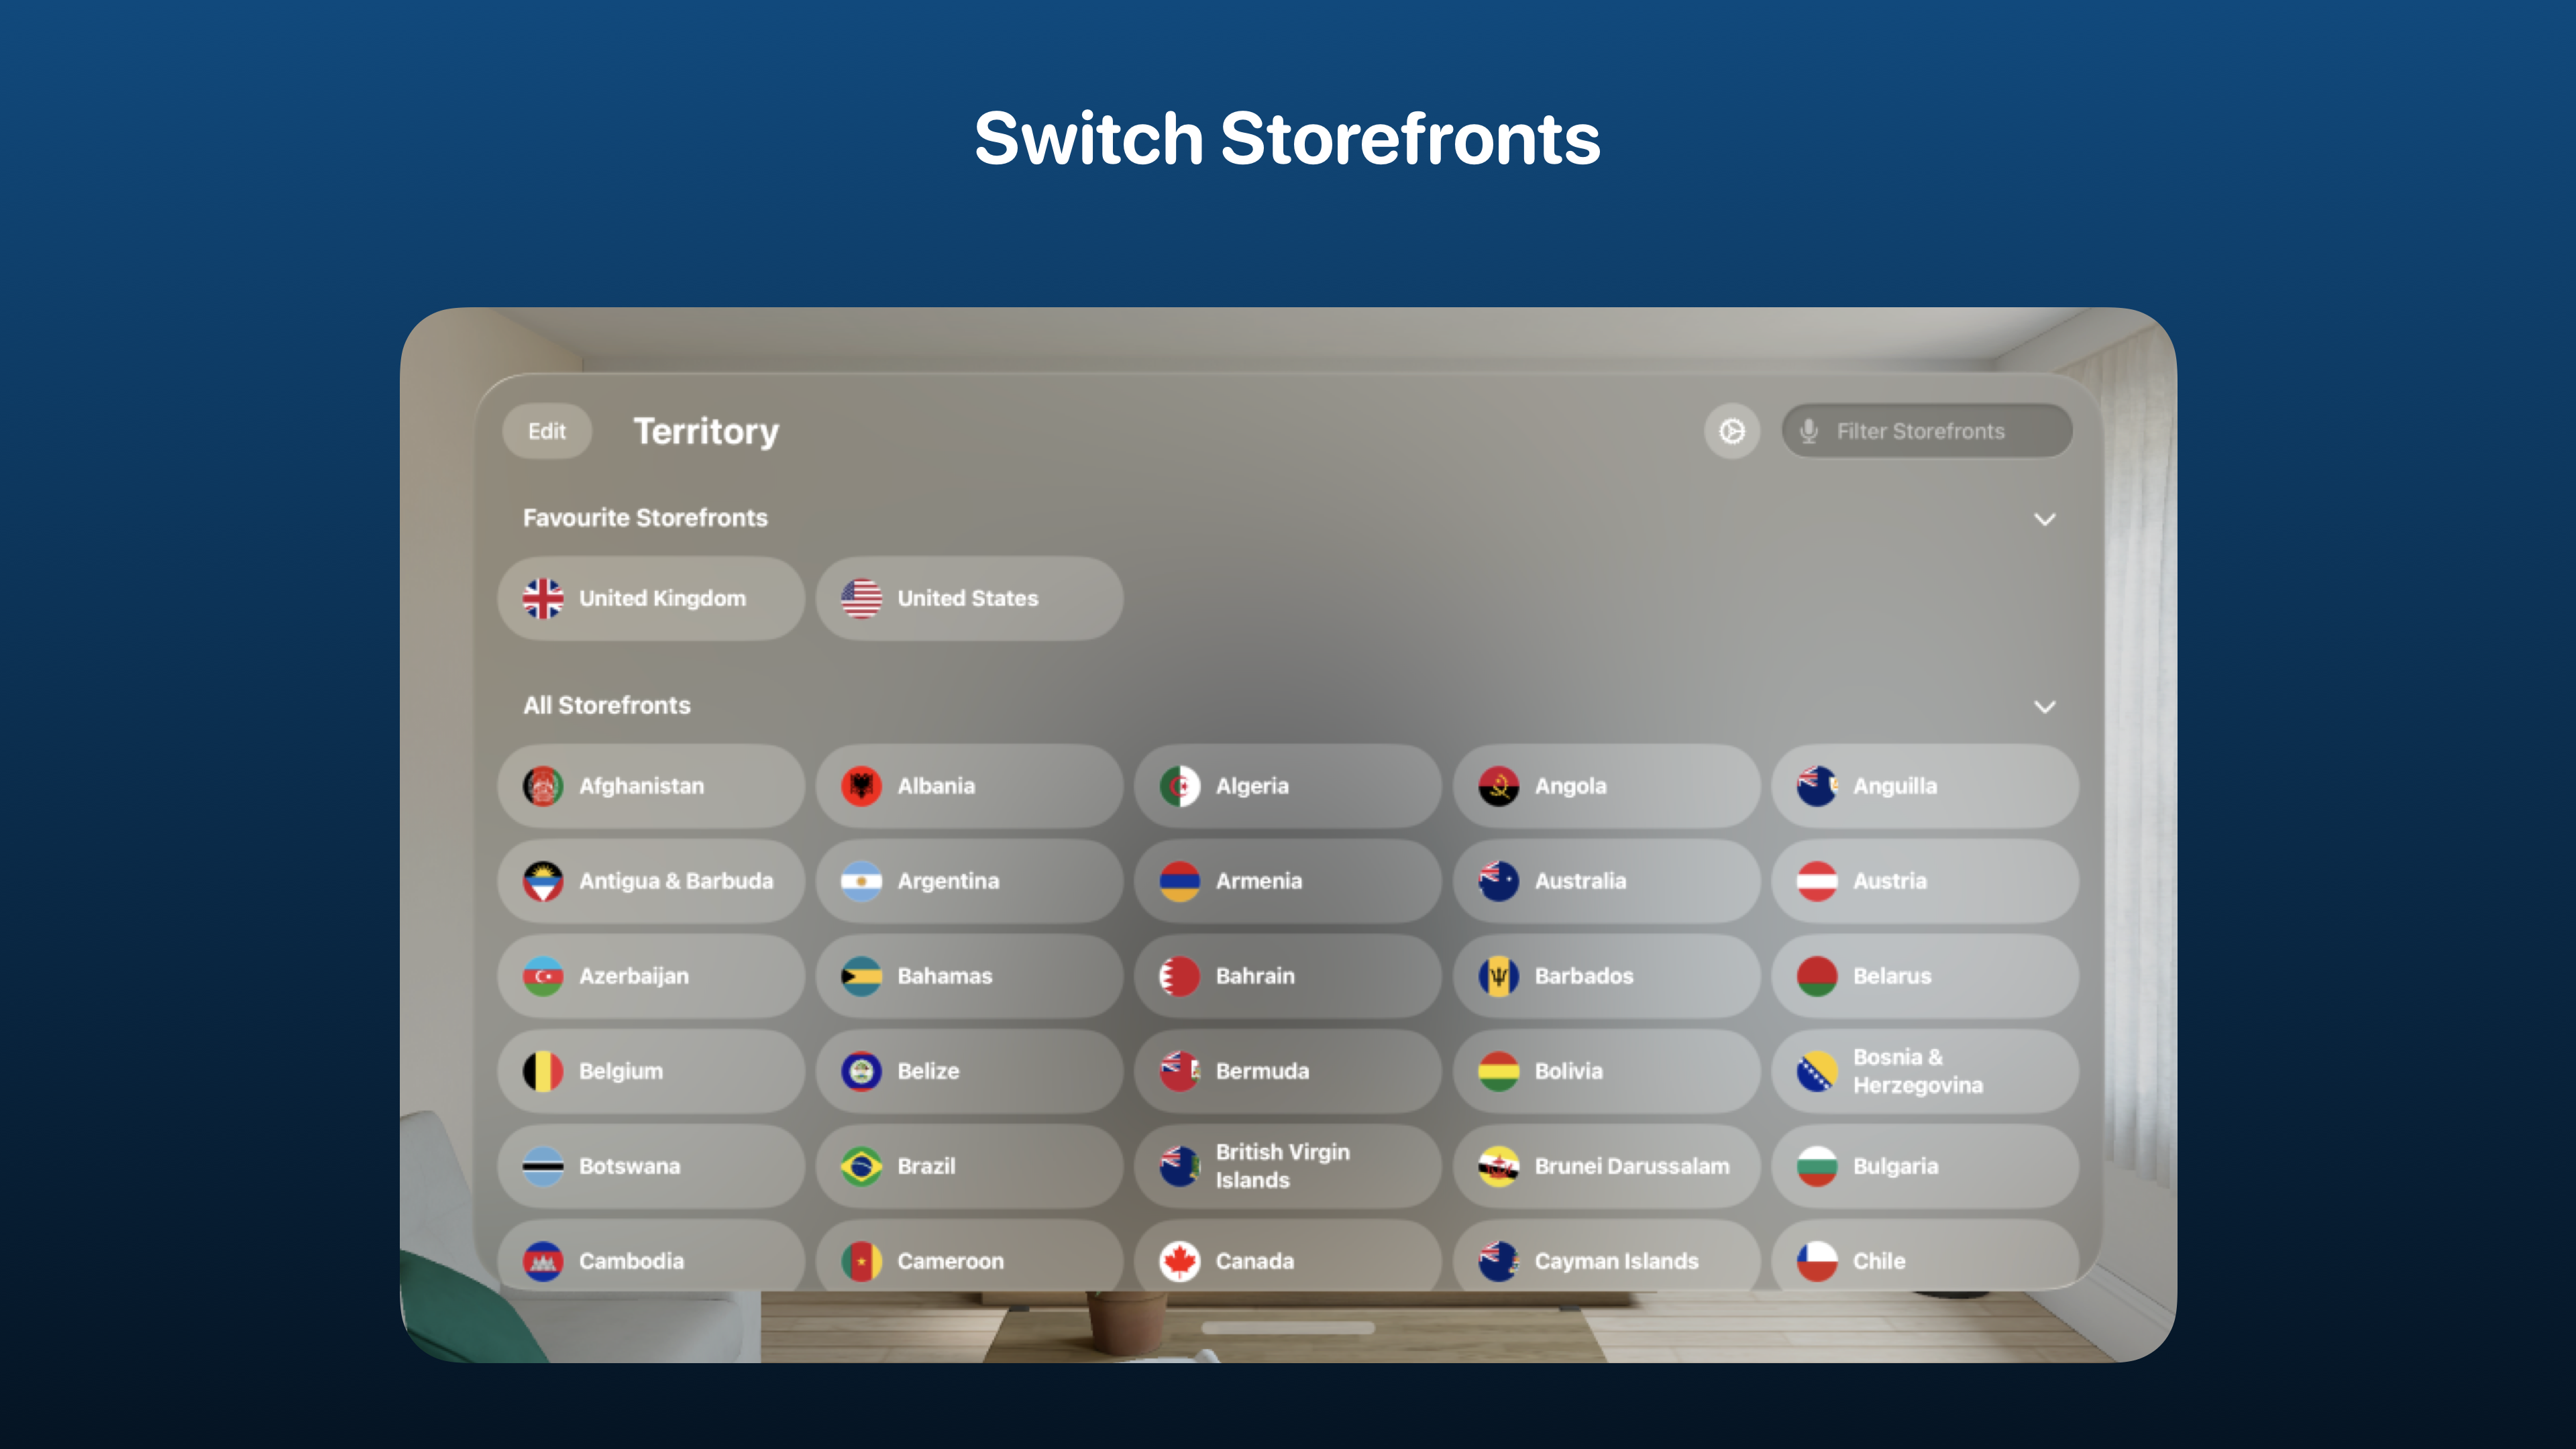 Switch Storefronts
Edit
Territory
Filter Storefronts
Favourite Storefronts
United Kingdom
United States
All Storefronts
Afghanistan
Albania
Algeria
Angola
Anguilla
Antigua & Barbuda
Argentina
Armenia
Australia
Austria
Azerbaijan
Bahamas
Bahrain
Barbados
Belarus
Belgium
Belize
Bermuda
Bolivia
Bosnia &
Herzegovina
Botswana
Brazil
British Virgin
Islands
Brunei Darussalam
Bulgaria
Cambodia
Cameroon
Canada
Cayman Islands
Chile